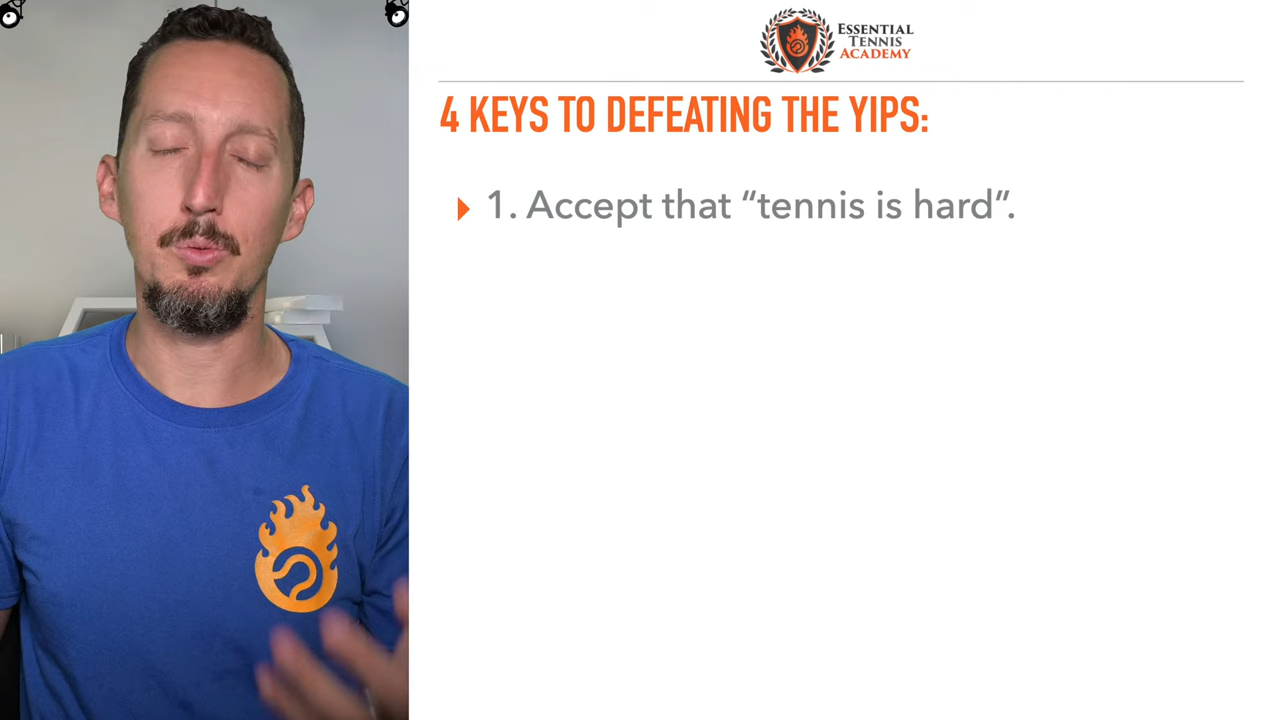 ESSENTIAL
TENNIS
ACADEMY
4 KEYS TO DEFEATING THE YIPS:
1. Accept that “tennis is hard”.